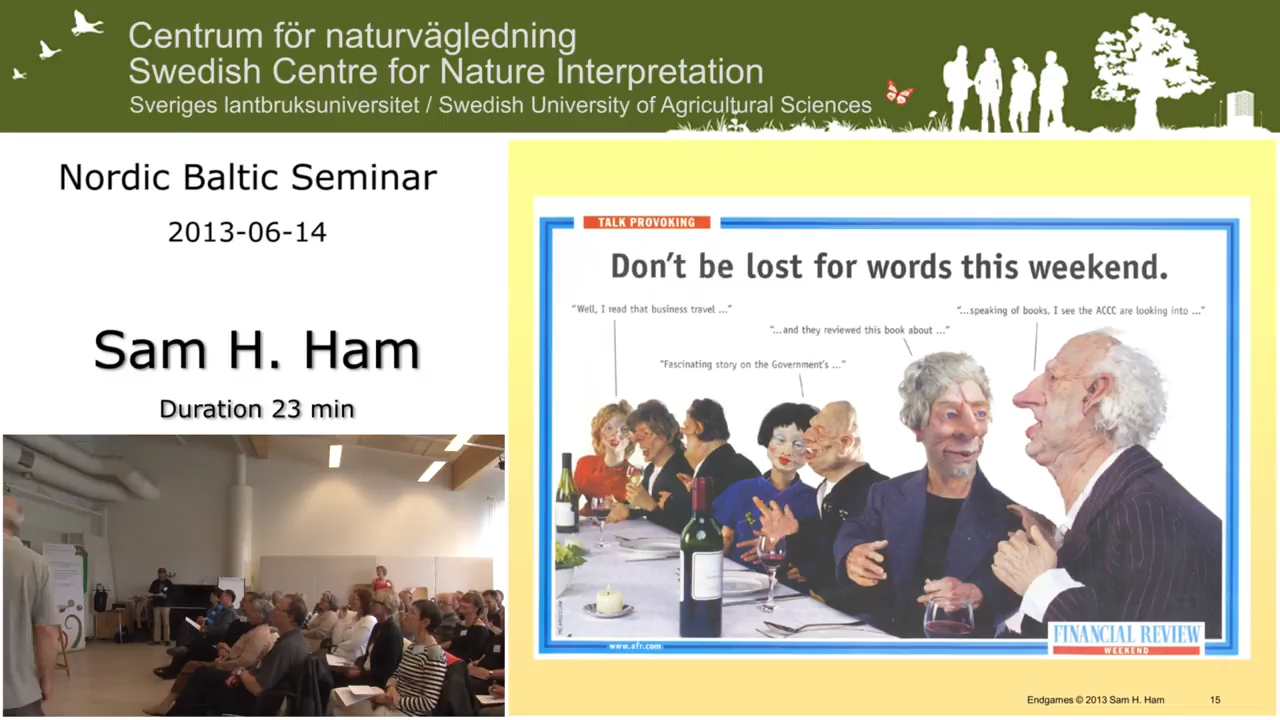 Centrum för naturvägledning
Swedish Centre for Nature Interpretation
Sveriges lantbruksuniversitet / Swedish University of Agricultural Sciences
Nordic Baltic Seminar
2013-06-14
Sam H. Ham
Duration 23 min
TALK PROVOKING
Don't be lost for words this weekend.
"Well, I read that business travel ..."
"...speaking of books, I see the ACCC are looking into ..."
"...and they reviewed this book about ..."
"Fascinating story on the Government's ..."
FINANCIAL REVIEW
WEEKEND
www.afr.com
Endgames © 2013 Sam H. Ham
15